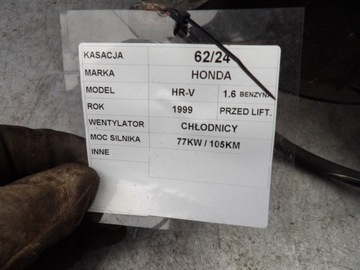 KASACJA 62/24
MARKA HONDA
MODEL HR-V 1.6 BENZYNA
ROK 1999 PRZED LIFT.
WENTYLATOR CHŁODNICY
MOC SILNIKA 77KW / 105KM
INNE